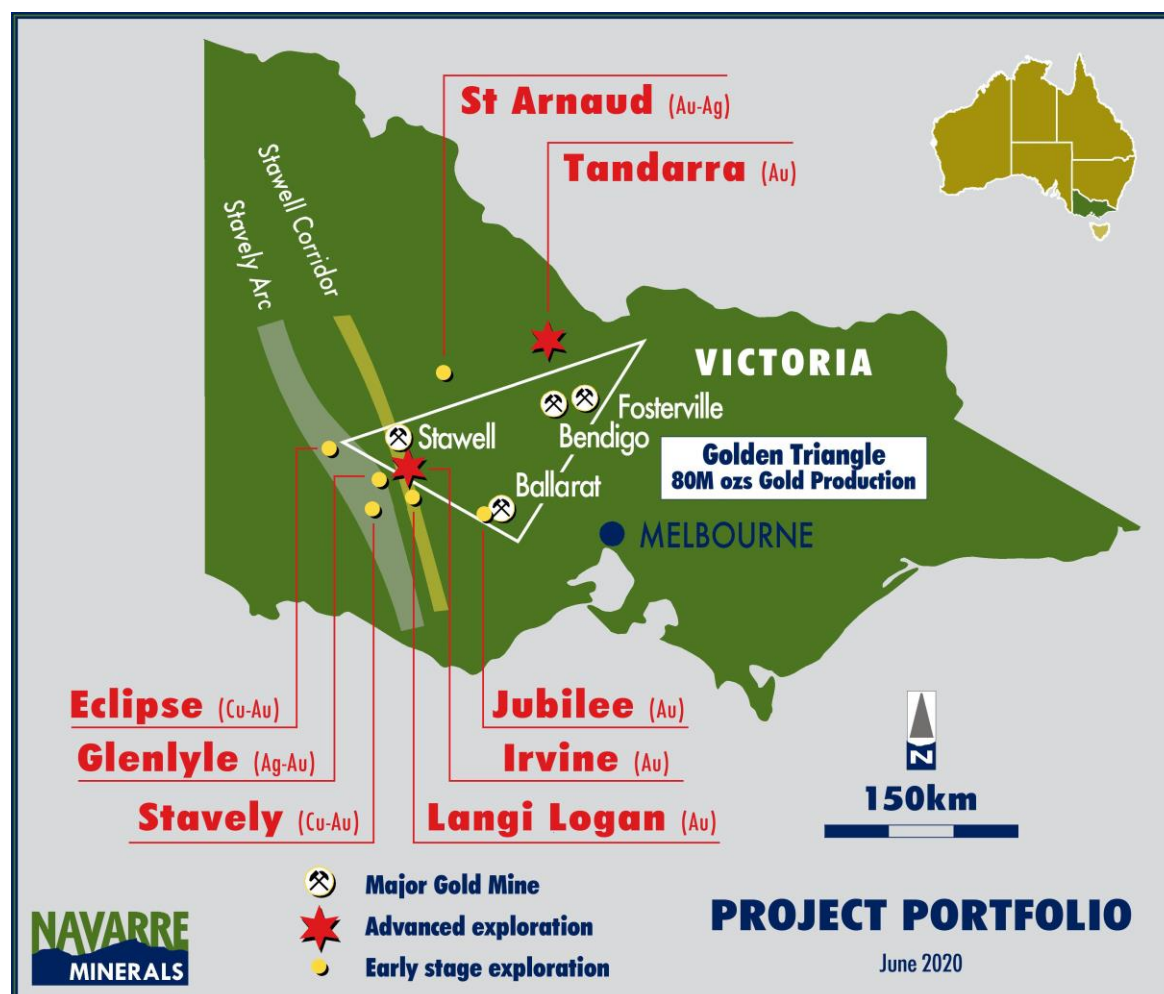 St Arnaud (Au-Ag)
Tandarra (Au)
Stawell Corridor
Stavely Arc
VICTORIA
Fosterville
Bendigo
Stawell
Golden Triangle
80M ozs Gold Production
Ballarat
MELBOURNE
Eclipse (Cu-Au)
Jubilee (Au)
Glenlyle (Ag-Au)
Irvine (Au)
Stavely (Cu-Au)
Langi Logan (Au)
N
150km
Major Gold Mine
Advanced exploration
Early stage exploration
NAVARRE
MINERALS
PROJECT PORTFOLIO
June 2020